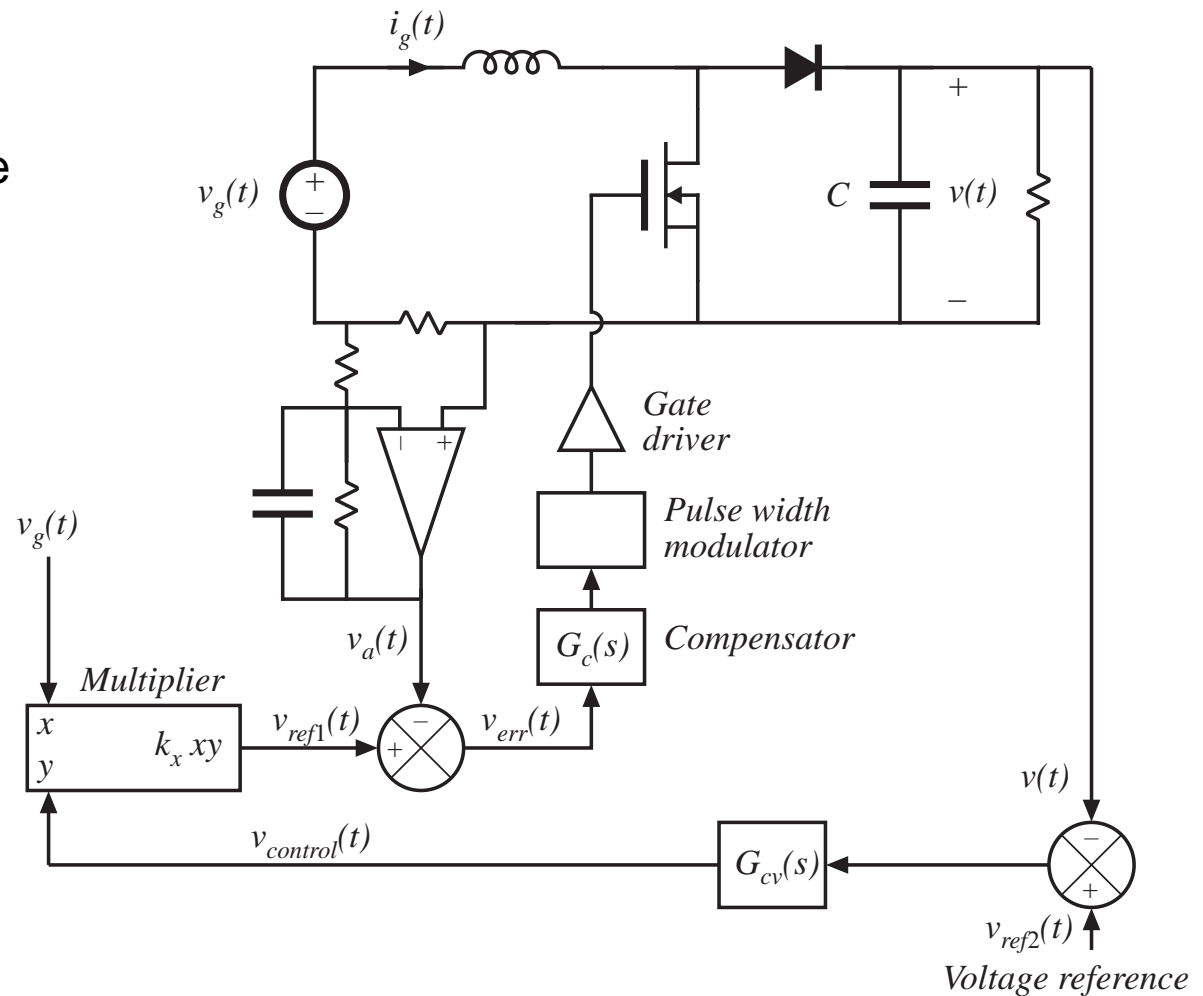 i_g(t)
e
v_g(t)
+
–
C
v(t)
+
–
–
+
Gate
driver
Pulse width
modulator
G_c(s)
Compensator
v_g(t)
v_a(t)
Multiplier
x
y
k_x xy
v_ref1(t)
–
+
v_err(t)
v(t)
v_control(t)
G_cv(s)
–
+
v_ref2(t)
Voltage reference